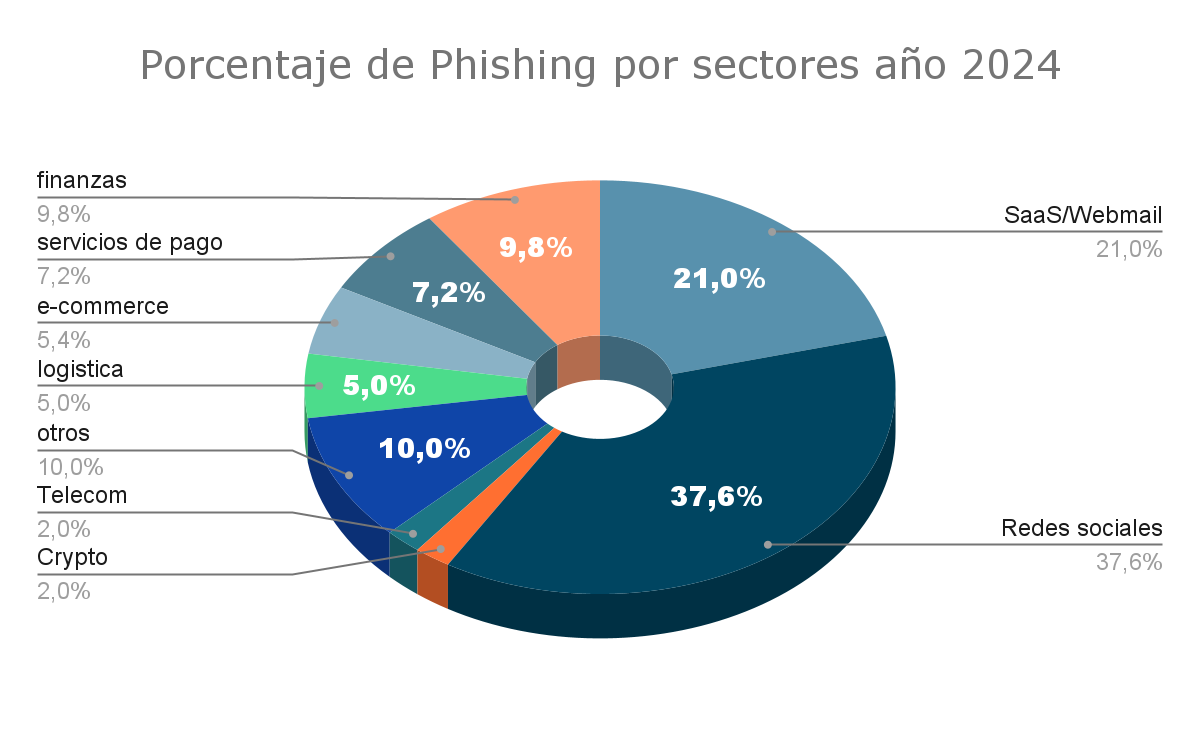 Porcentaje de Phishing por sectores año 2024
finanzas
9,8%
servicios de pago
7,2%
e-commerce
5,4%
logistica
5,0%
otros
10,0%
Telecom
2,0%
Crypto
2,0%
9,8%
7,2%
5,0%
10,0%
21,0%
37,6%
SaaS/Webmail
21,0%
Redes sociales
37,6%